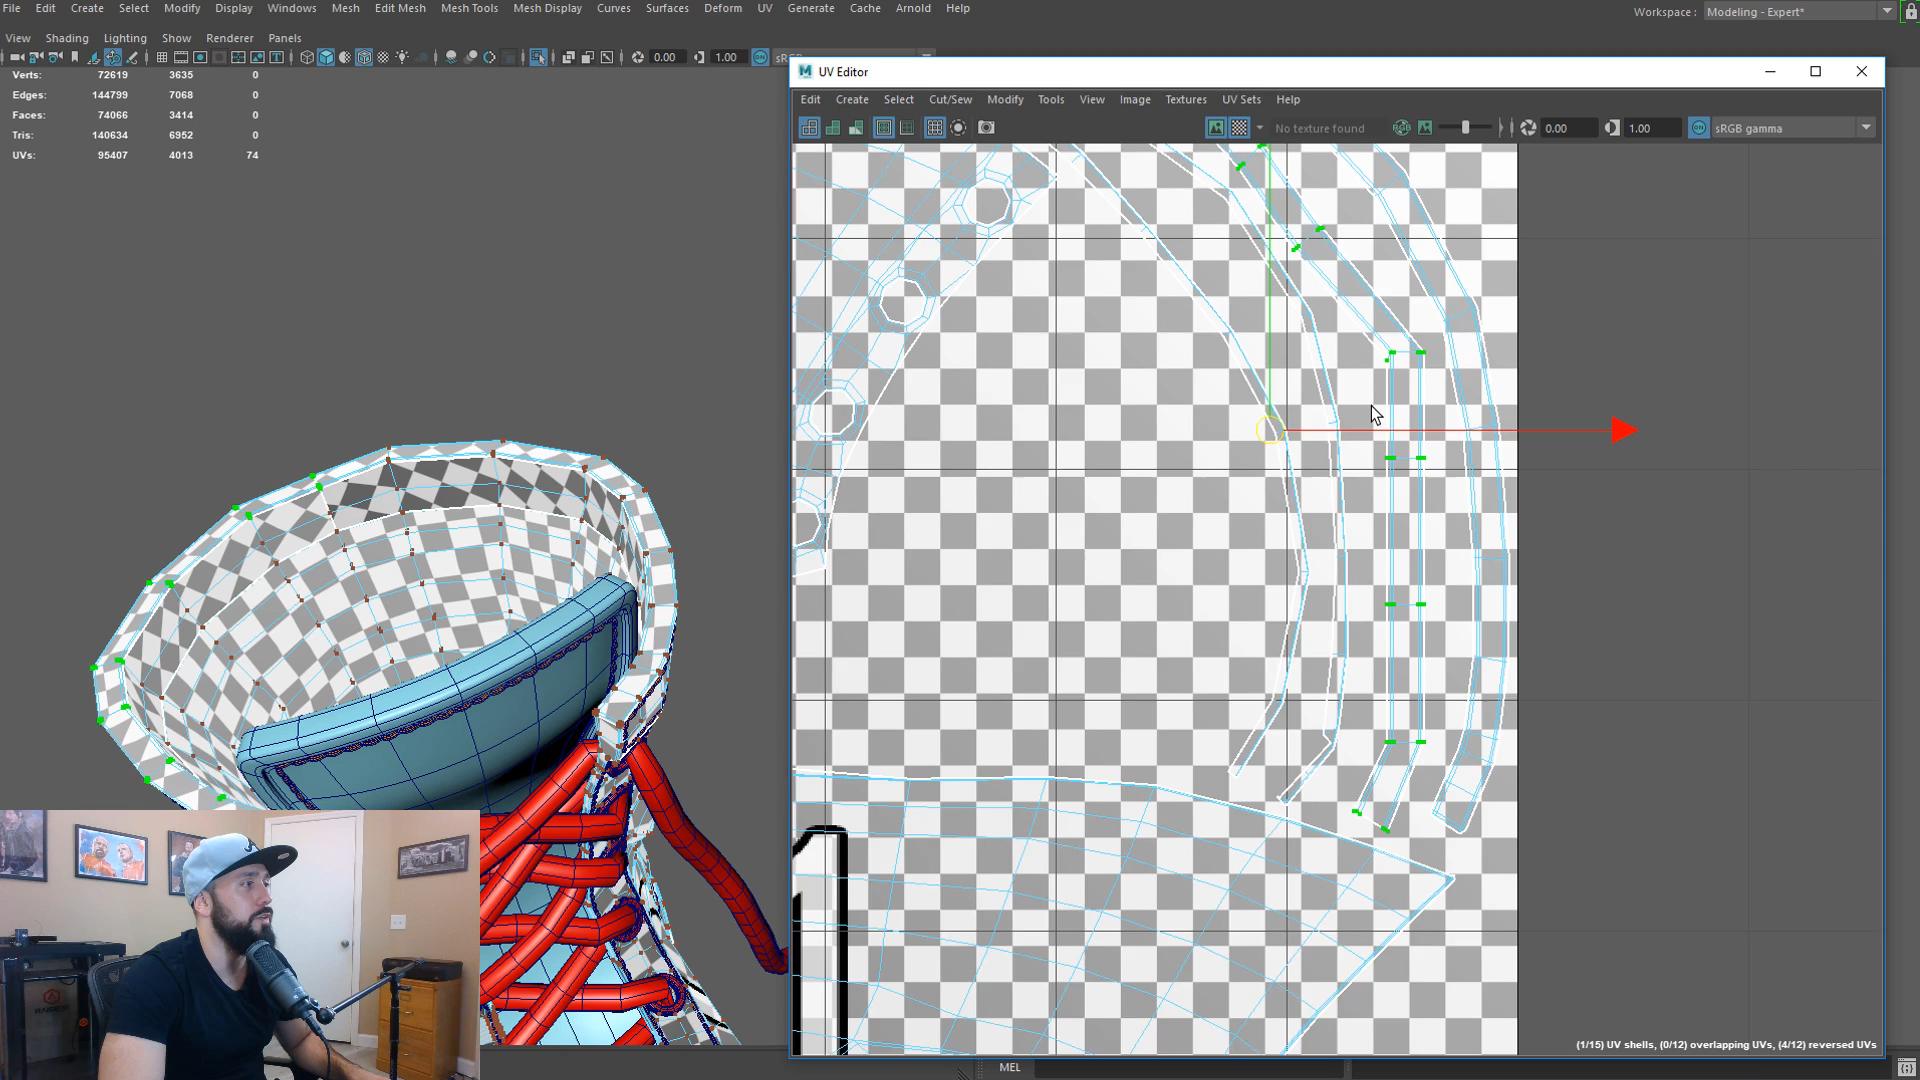 File Edit Create Select Modify Display Windows Mesh Edit Mesh Mesh Tools Mesh Display Curves Surfaces Deform UV Generate Cache Arnold Help
Workspace : Modeling - Expert*
View Shading Lighting Show Renderer Panels
0.00 1.00
Verts: 72619 3635 0
Edges: 144799 7068 0
Faces: 74066 3414 0
Tris: 140634 6952 0
UVs: 95407 4013 74
UV Editor
Edit Create Select Cut/Sew Modify Tools View Image Textures UV Sets Help
No texture found 0.00 1.00 ON sRGB gamma
(1/15) UV shells, (0/12) overlapping UVs, (4/12) reversed UVs
MEL